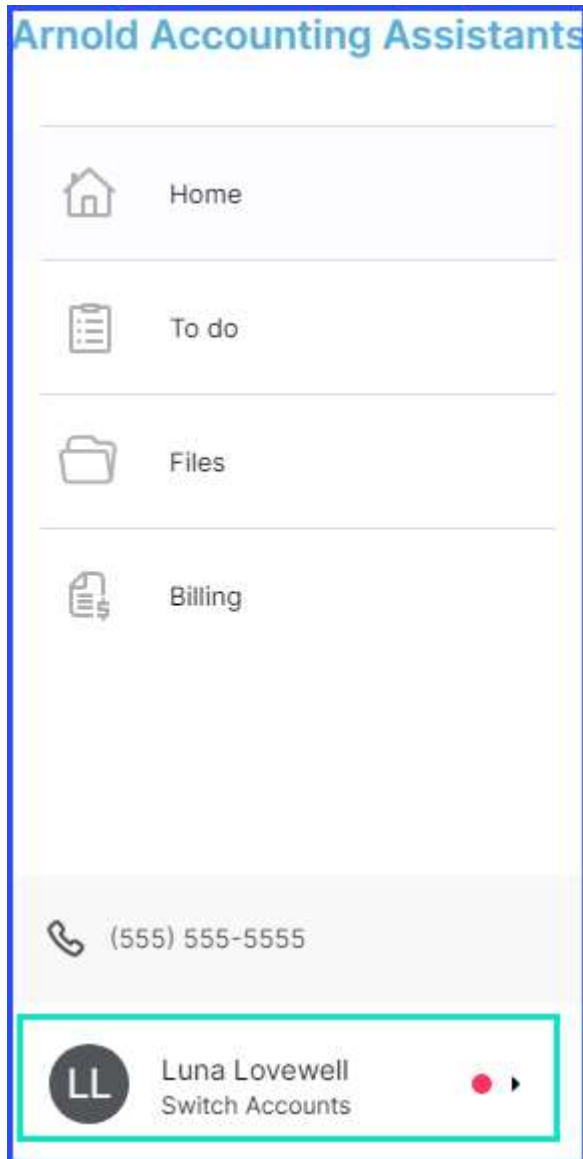 Arnold Accounting Assistants
Home
To do
Files
Billing
(555) 555-5555
LL
Luna Lovewell
Switch Accounts